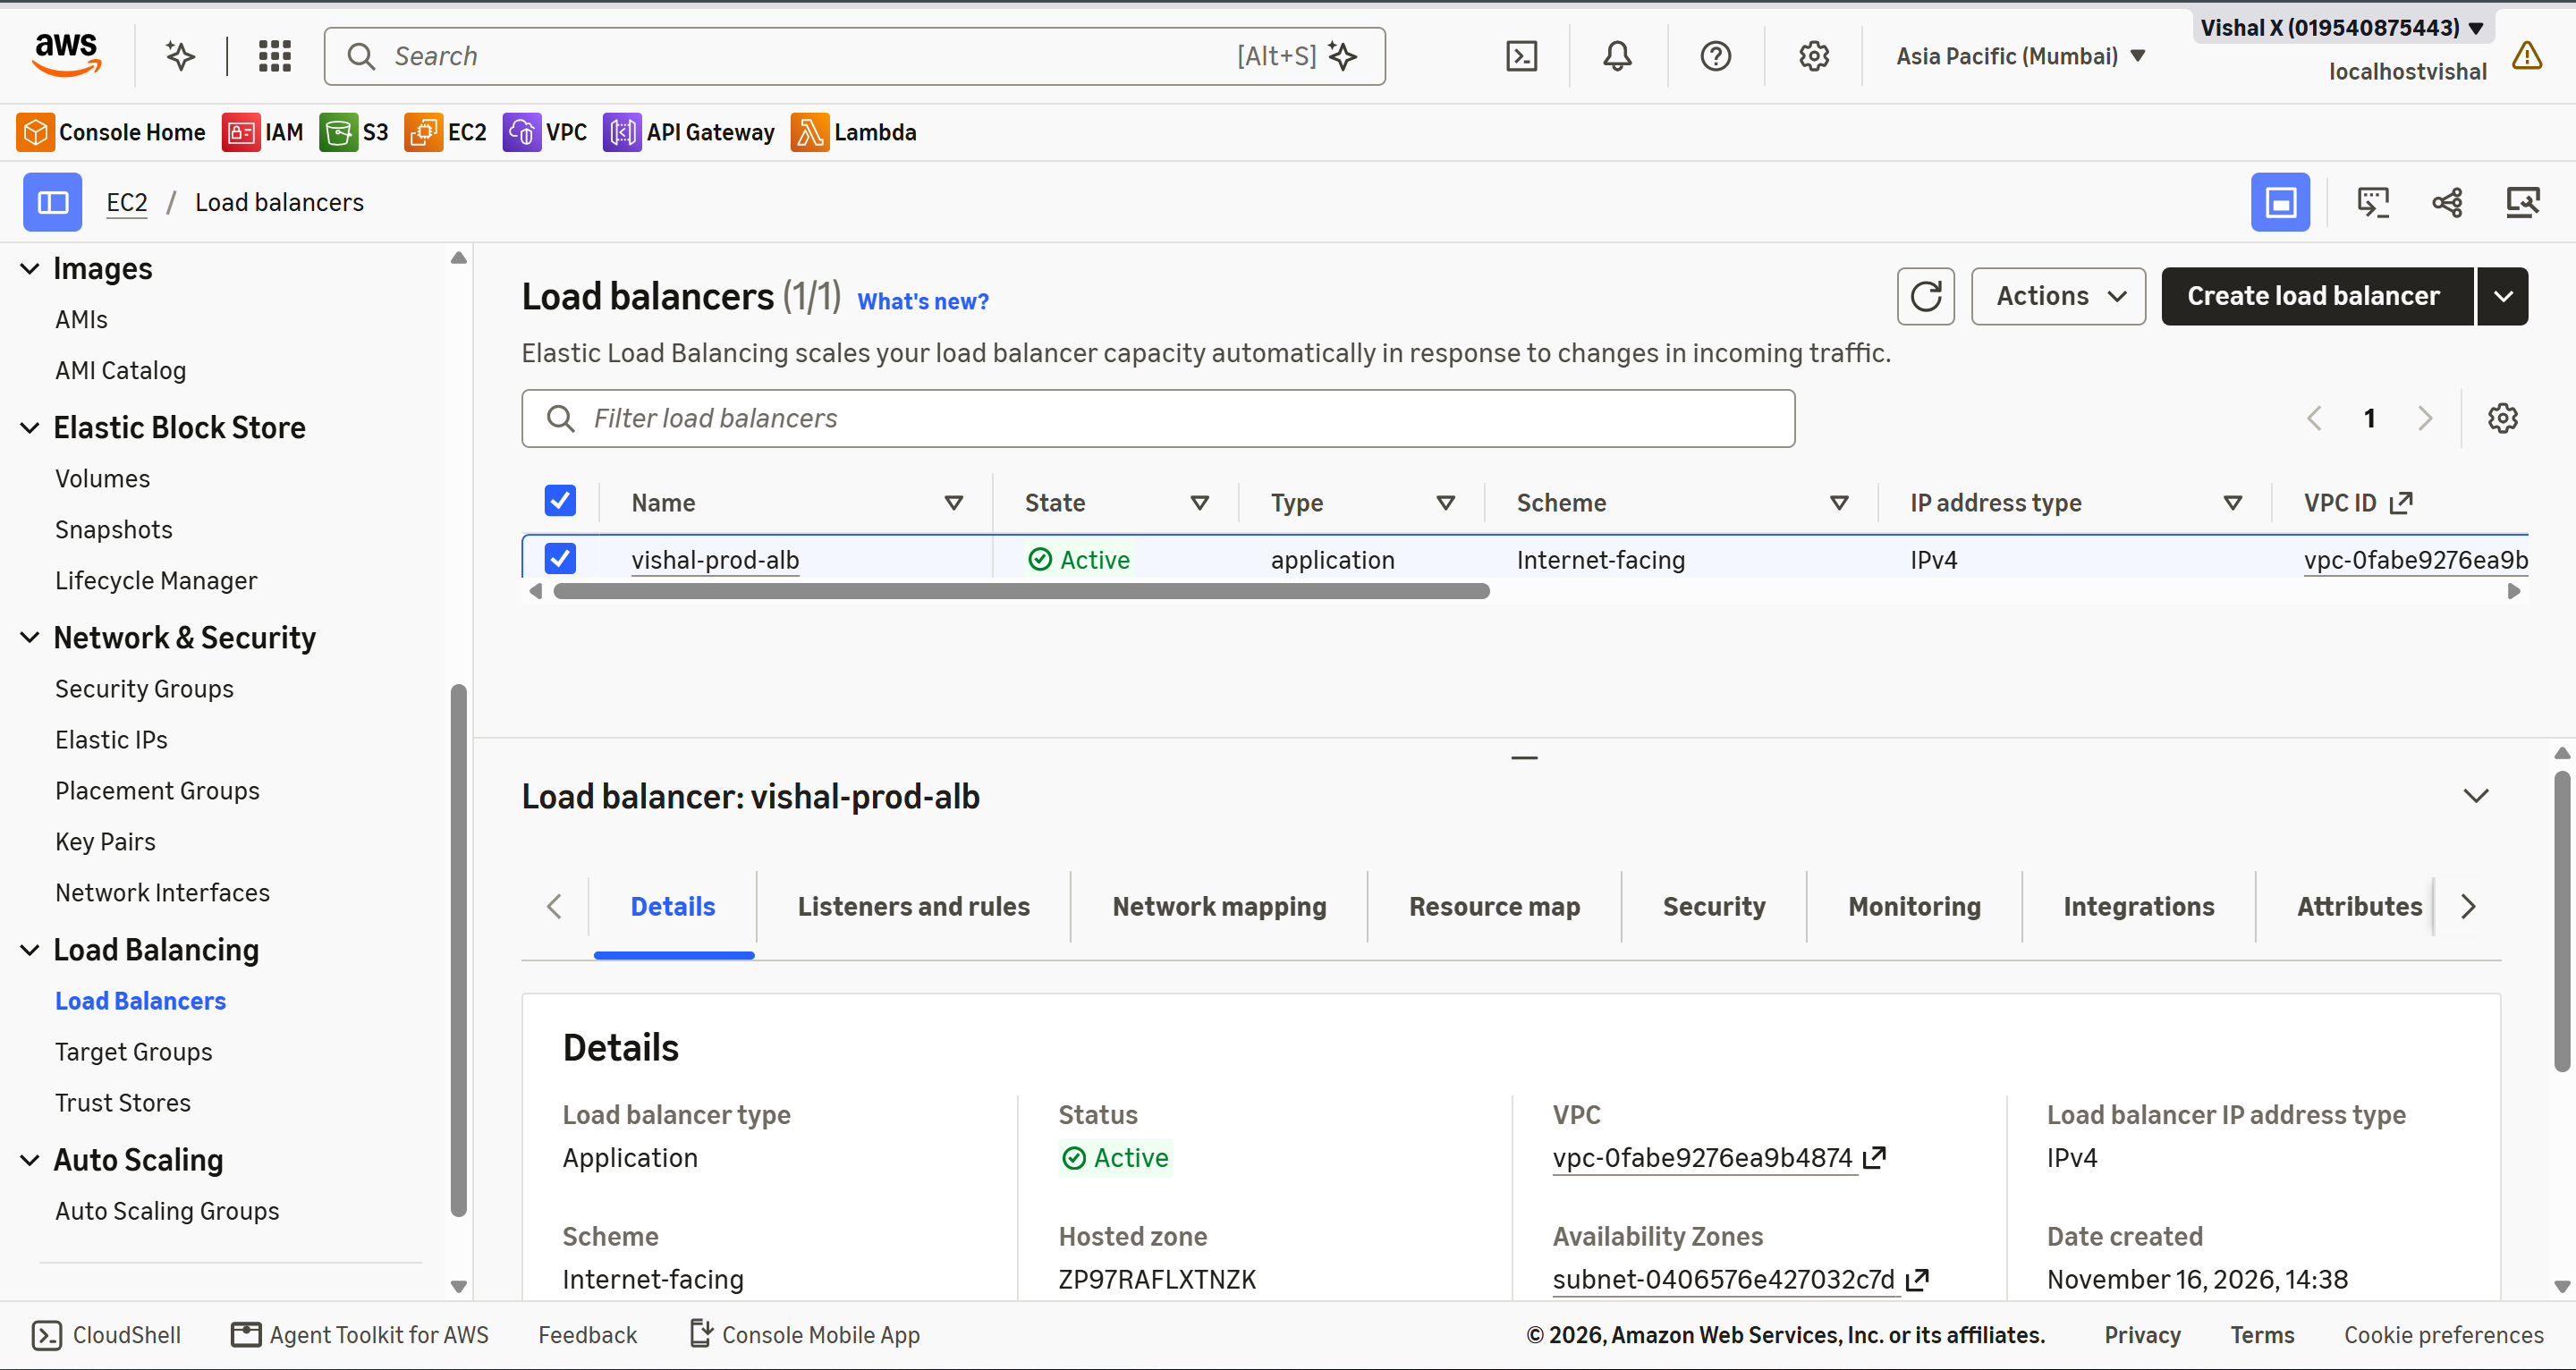 aws
Search [Alt+S]
Asia Pacific (Mumbai)
Vishal X (019540875443)
localhostvishal
Console Home IAM S3 EC2 VPC API Gateway Lambda
EC2 / Load balancers
Images
AMIs
AMI Catalog
Elastic Block Store
Volumes
Snapshots
Lifecycle Manager
Network & Security
Security Groups
Elastic IPs
Placement Groups
Key Pairs
Network Interfaces
Load Balancing
Load Balancers
Target Groups
Trust Stores
Auto Scaling
Auto Scaling Groups
Load balancers (1/1) What's new?
Actions
Create load balancer
Elastic Load Balancing scales your load balancer capacity automatically in response to changes in incoming traffic.
Filter load balancers
1
Name State Type Scheme IP address type VPC ID
vishal-prod-alb Active application Internet-facing IPv4 vpc-0fabe9276ea9b
Load balancer: vishal-prod-alb
Details Listeners and rules Network mapping Resource map Security Monitoring Integrations Attributes
Details
Load balancer type
Application
Status
Active
VPC
vpc-0fabe9276ea9b4874
Load balancer IP address type
IPv4
Scheme
Internet-facing
Hosted zone
ZP97RAFLXTNZK
Availability Zones
subnet-0406576e427032c7d
Date created
November 16, 2026, 14:38
CloudShell Agent Toolkit for AWS Feedback Console Mobile App
© 2026, Amazon Web Services, Inc. or its affiliates. Privacy Terms Cookie preferences